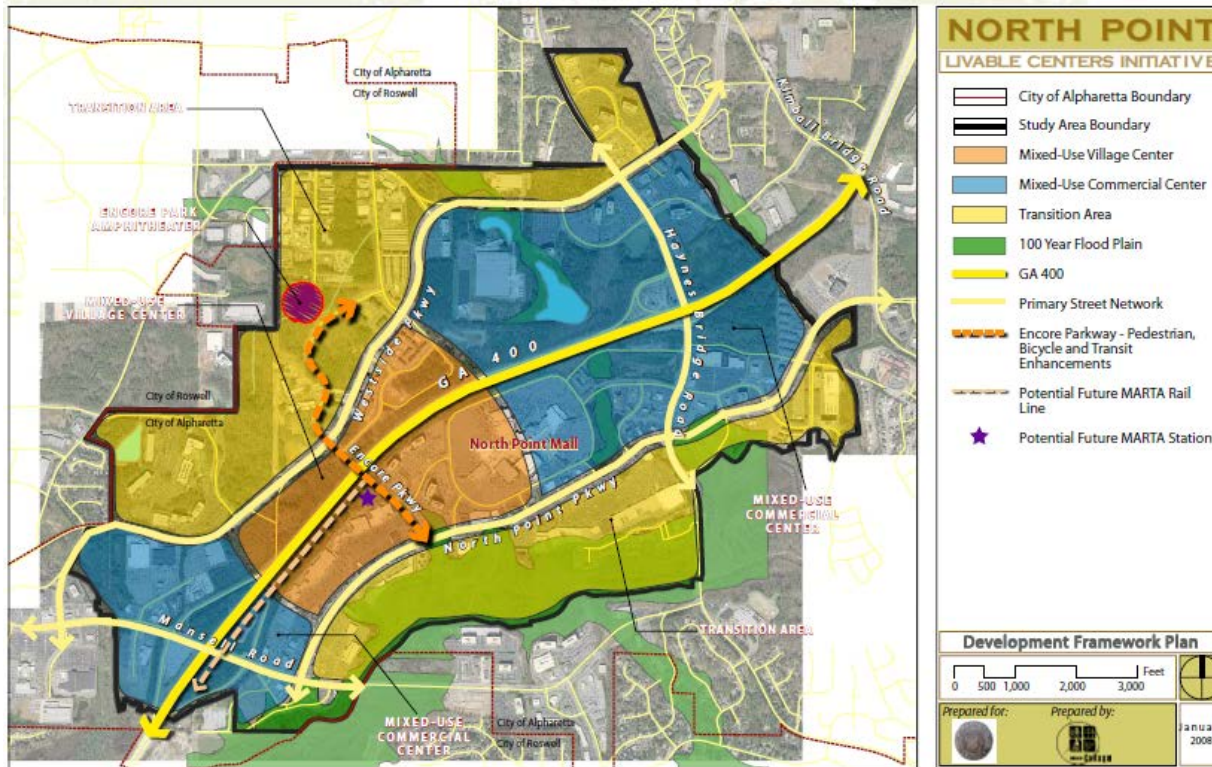 City of Alpharetta
City of Roswell
TRANSITION AREA
Kimball Bridge Road
ENCORE PARK
AMPHITHEATER
MIXED-USE
VILLAGE CENTER
Westside Pkwy
Haynes Bridge Road
GA 400
City of Roswell
City of Alpharetta
North Point Mall
Encore Pkwy
North Point Pkwy
MIXED-USE
COMMERCIAL
CENTER
TRANSITION AREA
Mansell Road
MIXED-USE
COMMERCIAL
CENTER
City of Alpharetta
City of Roswell
NORTH POINT
LIVABLE CENTERS INITIATIVE
City of Alpharetta Boundary
Study Area Boundary
Mixed-Use Village Center
Mixed-Use Commercial Center
Transition Area
100 Year Flood Plain
GA 400
Primary Street Network
Encore Parkway - Pedestrian,
Bicycle and Transit
Enhancements
Potential Future MARTA Rail
Line
Potential Future MARTA Station
Development Framework Plan
Feet
0 500 1,000 2,000 3,000
Prepared for: Prepared by:
Janua
2008